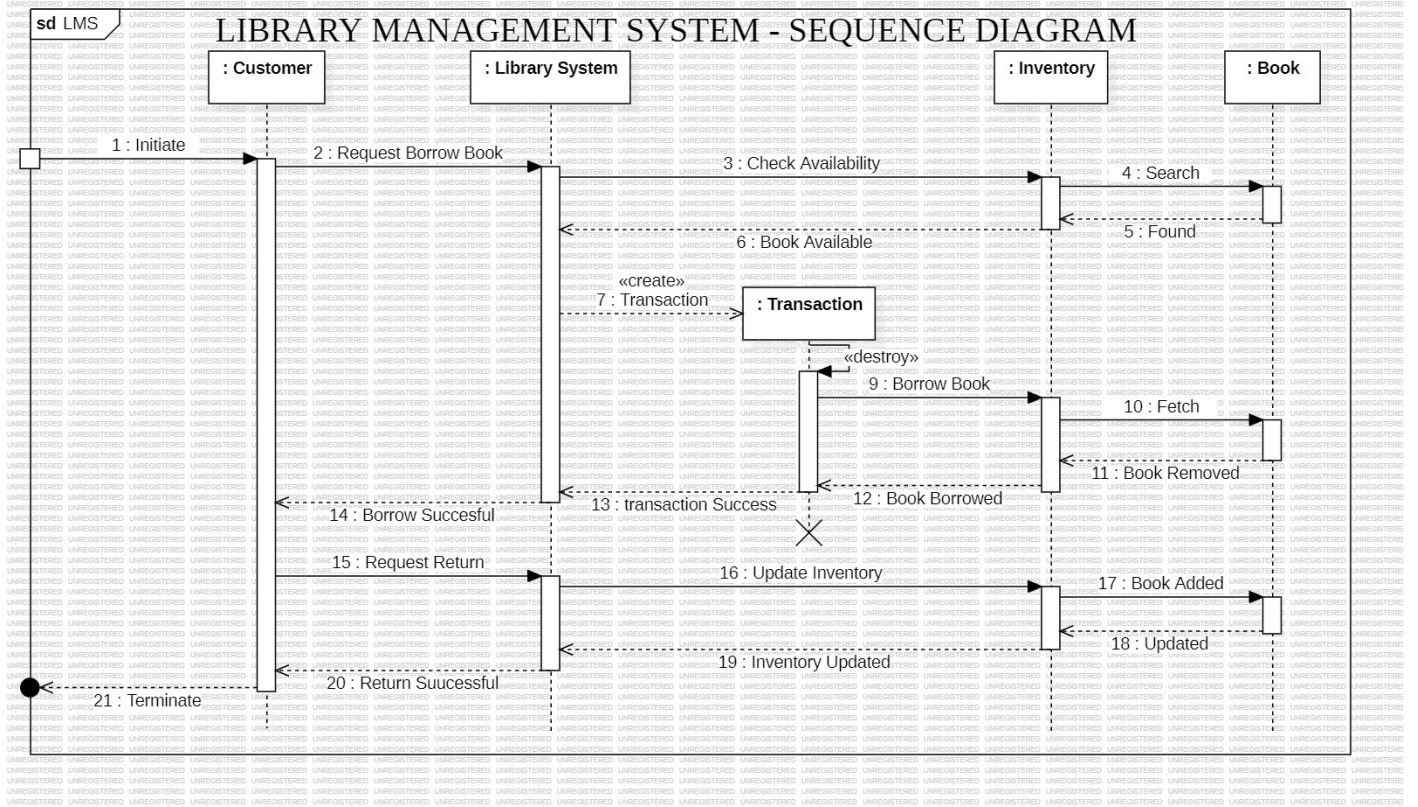 sd LMS
LIBRARY MANAGEMENT SYSTEM - SEQUENCE DIAGRAM
: Customer
: Library System
: Inventory
: Book
1 : Initiate
2 : Request Borrow Book
3 : Check Availability
4 : Search
5 : Found
6 : Book Available
«create»
7 : Transaction
: Transaction
«destroy»
9 : Borrow Book
10 : Fetch
11 : Book Removed
12 : Book Borrowed
13 : transaction Success
14 : Borrow Succesful
15 : Request Return
16 : Update Inventory
17 : Book Added
18 : Updated
19 : Inventory Updated
20 : Return Suucessful
21 : Terminate
UNREGISTERED